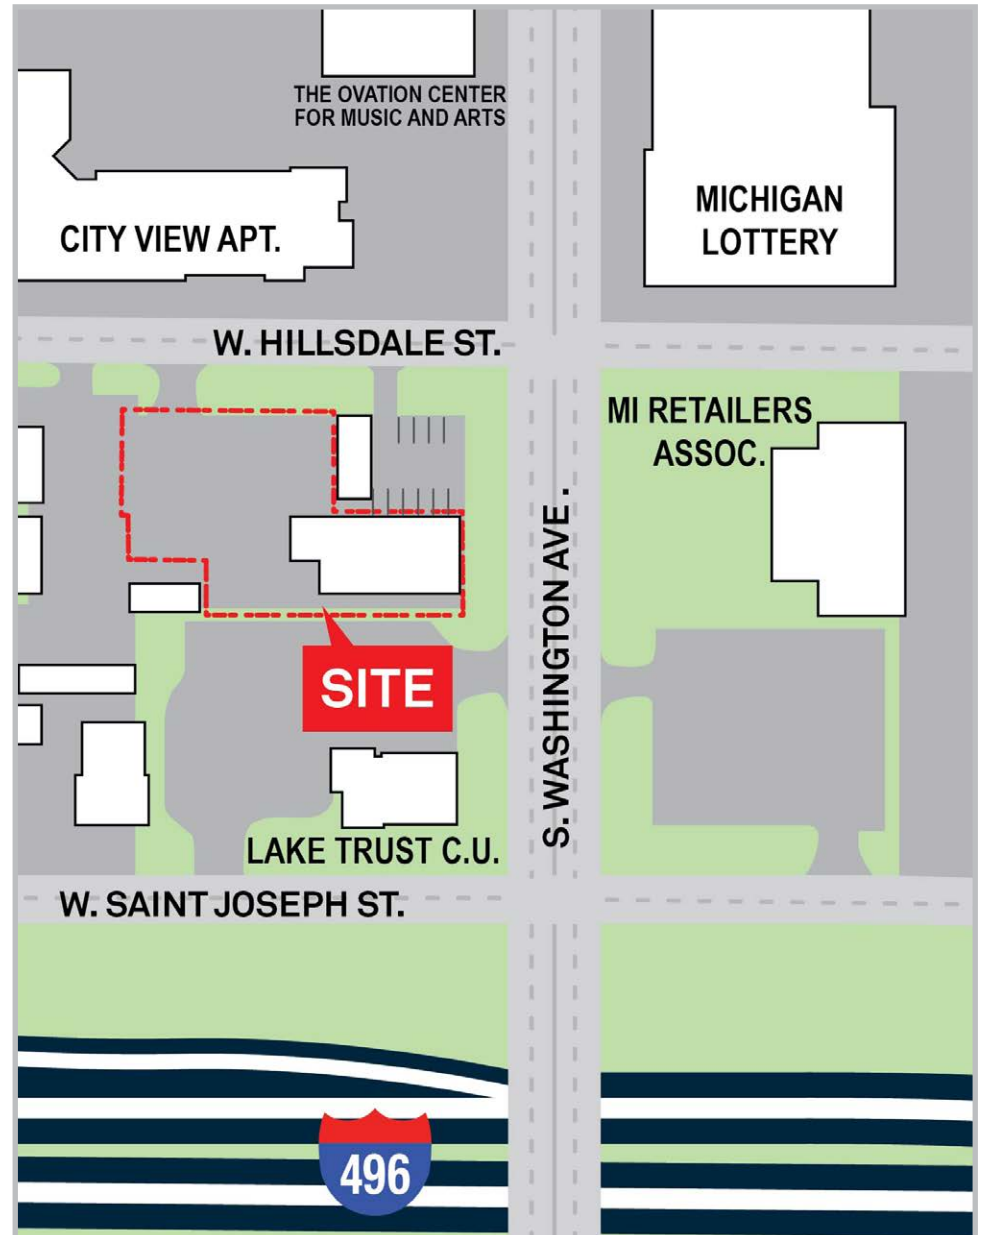 THE OVATION CENTER
FOR MUSIC AND ARTS
CITY VIEW APT.
MICHIGAN
LOTTERY
W. HILLSDALE ST.
MI RETAILERS
ASSOC.
S. WASHINGTON AVE .
SITE
LAKE TRUST C.U.
W. SAINT JOSEPH ST.
496